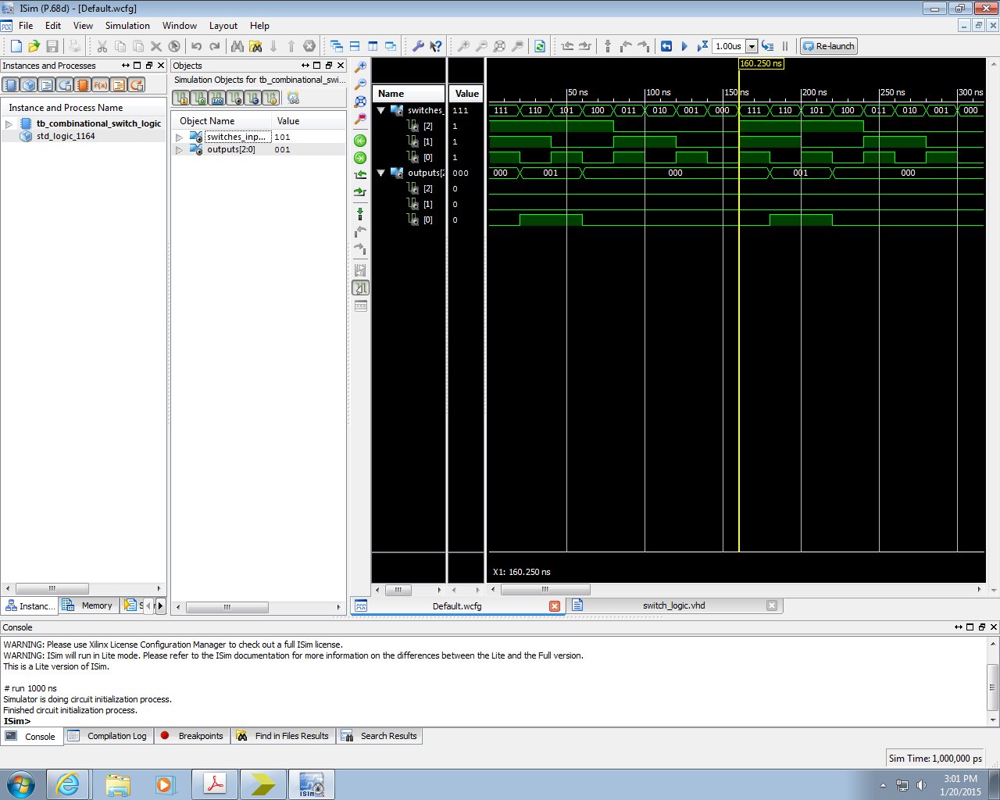 ISim (P.68d) - [Default.wcfg]
File Edit View Simulation Window Layout Help
1.00us Re-launch
Instances and Processes
Instance and Process Name
tb_combinational_switch_logic
std_logic_1164
Instanc... Memory
Objects
Simulation Objects for tb_combinational_swi...
Object Name Value
switches_inp... 101
outputs[2:0] 001
Name Value
switches_ 111
[2] 1
[1] 1
[0] 1
outputs[2 000
[2] 0
[1] 0
[0] 0
160.250 ns
50 ns 100 ns 150 ns 200 ns 250 ns 300 ns
111 110 101 100 011 010 001 000 111 110 101 100 011 010 001 000
000 001 000 001 000
X1: 160.250 ns
Default.wcfg switch_logic.vhd
Console
WARNING: Please use Xilinx License Configuration Manager to check out a full ISim license.
WARNING: ISim will run in Lite mode. Please refer to the ISim documentation for more information on the differences between the Lite and the Full version.
This is a Lite version of ISim.
# run 1000 ns
Simulator is doing circuit initialization process.
Finished circuit initialization process.
ISim>
Console Compilation Log Breakpoints Find in Files Results Search Results
Sim Time: 1,000,000 ps
ISim
3:01 PM
1/20/2015